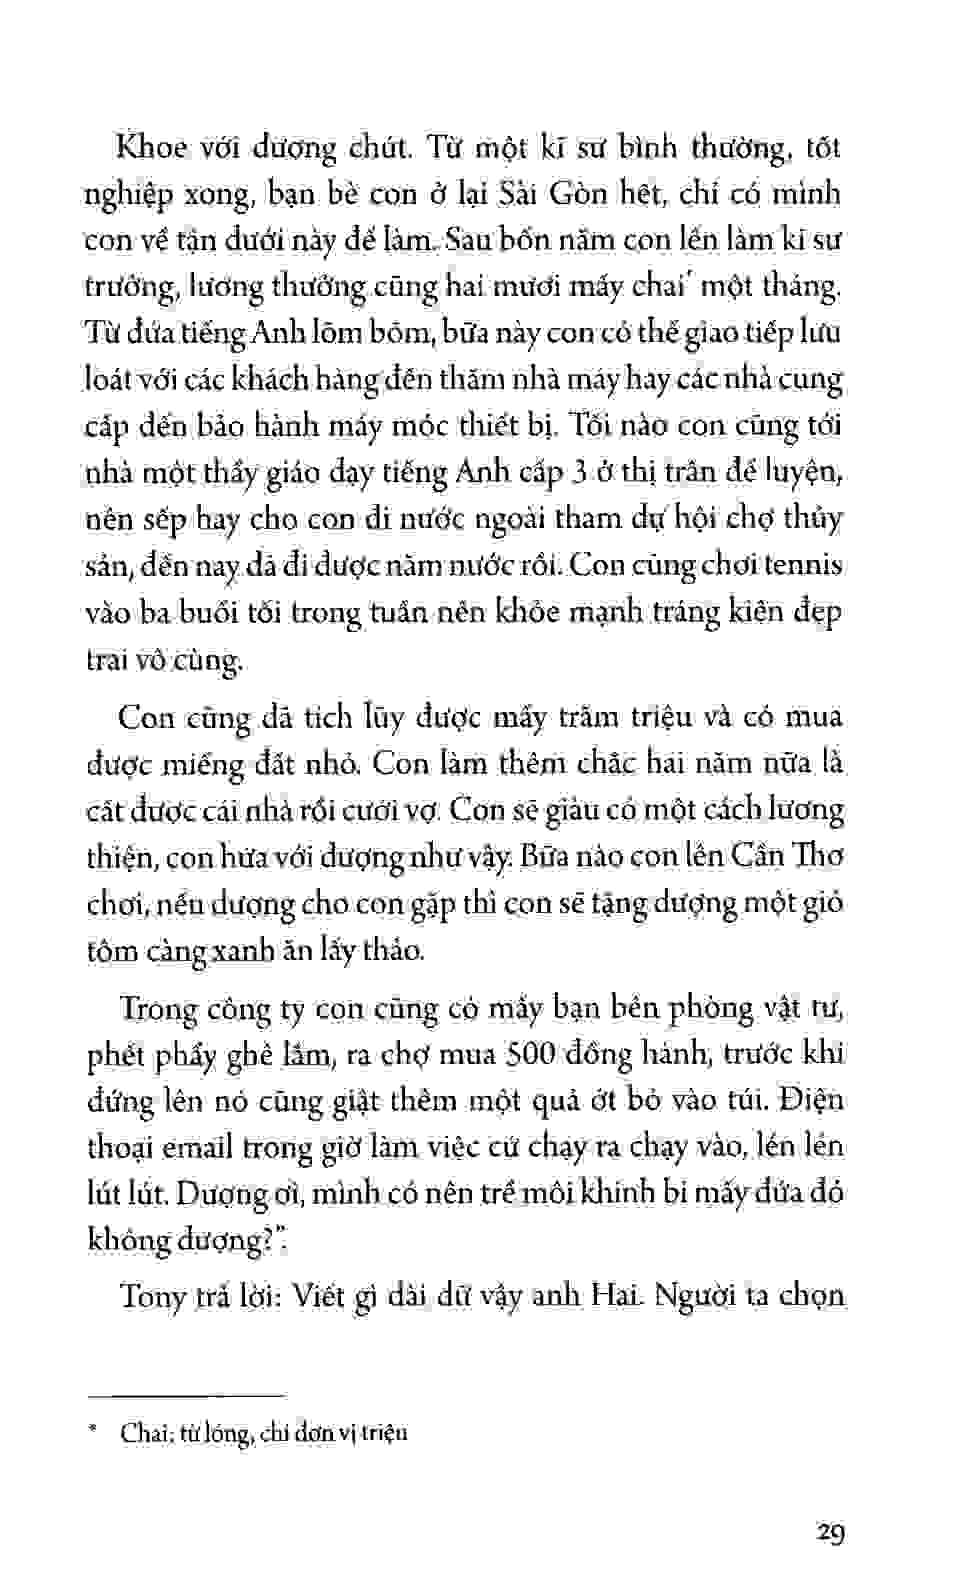 Khoe với dượng chút. Từ một kĩ sư bình thường, tốt
nghiệp xong, bạn bè con ở lại Sài Gòn hết, chỉ có mình
con về tận dưới này để làm. Sau bốn năm con lên làm kĩ sư
trưởng, lương thưởng cũng hai mươi mấy chai* một tháng.
Từ đứa tiếng Anh lõm bõm, bữa này con có thể giao tiếp lưu
loát với các khách hàng đến thăm nhà máy hay các nhà cung
cấp đến bảo hành máy móc thiết bị. Tối nào con cũng tới
nhà một thầy giáo dạy tiếng Anh cấp 3 ở thị trấn để luyện,
nên sếp hay cho con đi nước ngoài tham dự hội chợ thủy
sản, đến nay đã đi được năm nước rồi. Con cũng chơi tennis
vào ba buổi tối trong tuần nên khỏe mạnh tráng kiện đẹp
trai vô cùng.
Con cũng đã tích lũy được mấy trăm triệu và có mua
được miếng đất nhỏ. Con làm thêm chắc hai năm nữa là
cất được cái nhà rồi cưới vợ. Con sẽ giàu có một cách lương
thiện, con hứa với dượng như vậy. Bữa nào con lên Cần Thơ
chơi, nếu dượng cho con gặp thì con sẽ tặng dượng một giỏ
tôm càng xanh ăn lấy thảo.
Trong công ty con cũng có mấy bạn bên phòng vật tư,
phết phẩy ghê lắm, ra chợ mua 500 đồng hành, trước khi
đứng lên nó cũng giật thêm một quả ớt bỏ vào túi. Điện
thoại email trong giờ làm việc cứ chạy ra chạy vào, lén lén
lút lút. Dượng ơi, mình có nên trề môi khinh bỉ mấy đứa đó
không dượng?".
Tony trả lời: Viết gì dài dữ vậy anh Hai. Người ta chọn
* Chai: từ lóng, chỉ đơn vị triệu
29